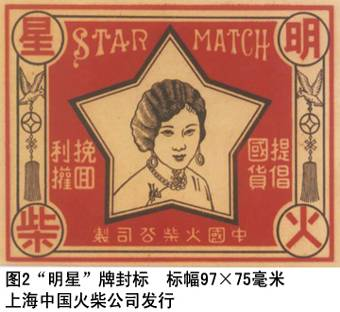 明星
STAR MATCH
提倡
國貨
挽回
利權
火柴
中國火柴公司製
图2“明星”牌封标 标幅97×75毫米
上海中国火柴公司发行